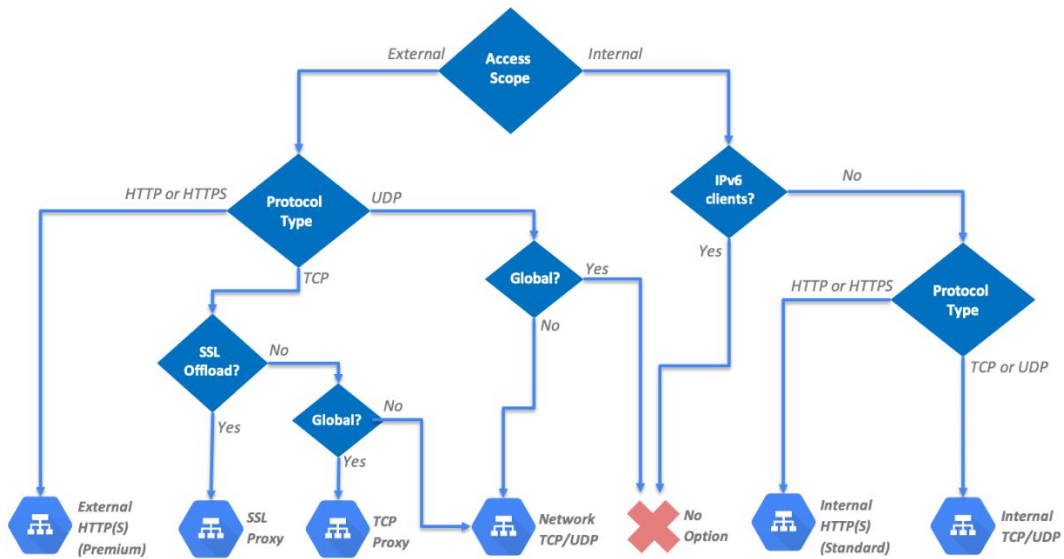 External
Access
Scope
Internal
HTTP or HTTPS
Protocol
Type
UDP
IPv6
clients?
No
TCP
Global?
Yes
Yes
No
HTTP or HTTPS
Protocol
Type
SSL
Offload?
No
TCP or UDP
Yes
Global?
No
Yes
External
HTTP(S)
(Premium)
SSL
Proxy
TCP
Proxy
Network
TCP/UDP
No
Option
Internal
HTTP(S)
(Standard)
Internal
TCP/UDP